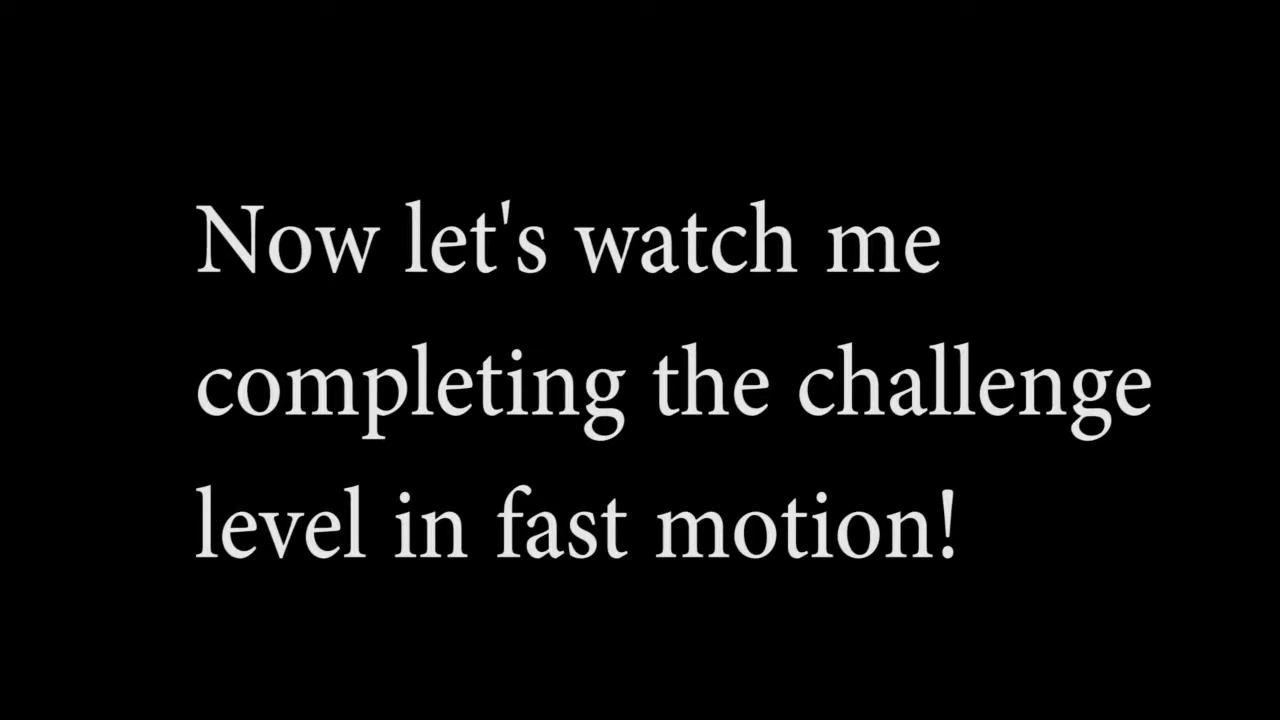 Now let's watch me
completing the challenge
level in fast motion!